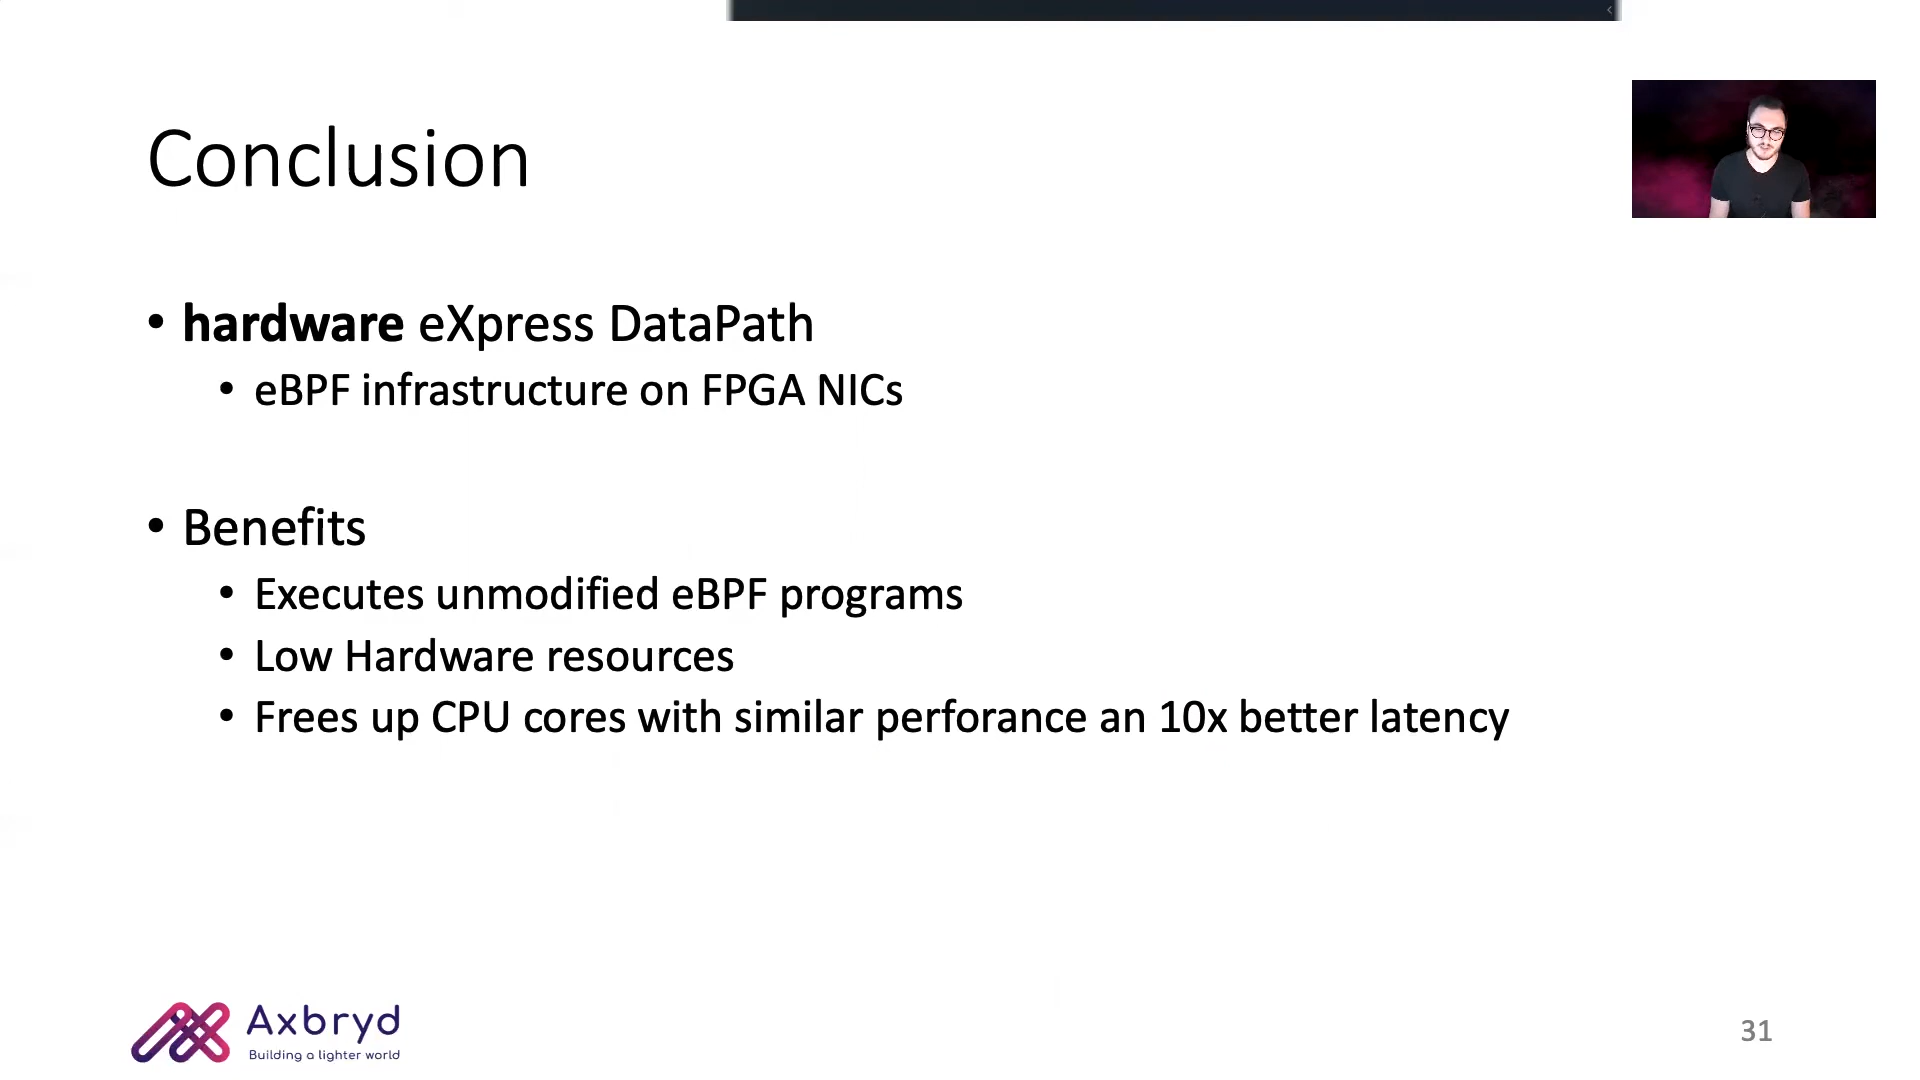 Conclusion
• hardware eXpress DataPath
• eBPF infrastructure on FPGA NICs
• Benefits
• Executes unmodified eBPF programs
• Low Hardware resources
• Frees up CPU cores with similar perforance an 10x better latency
Axbryd
Building a lighter world
31